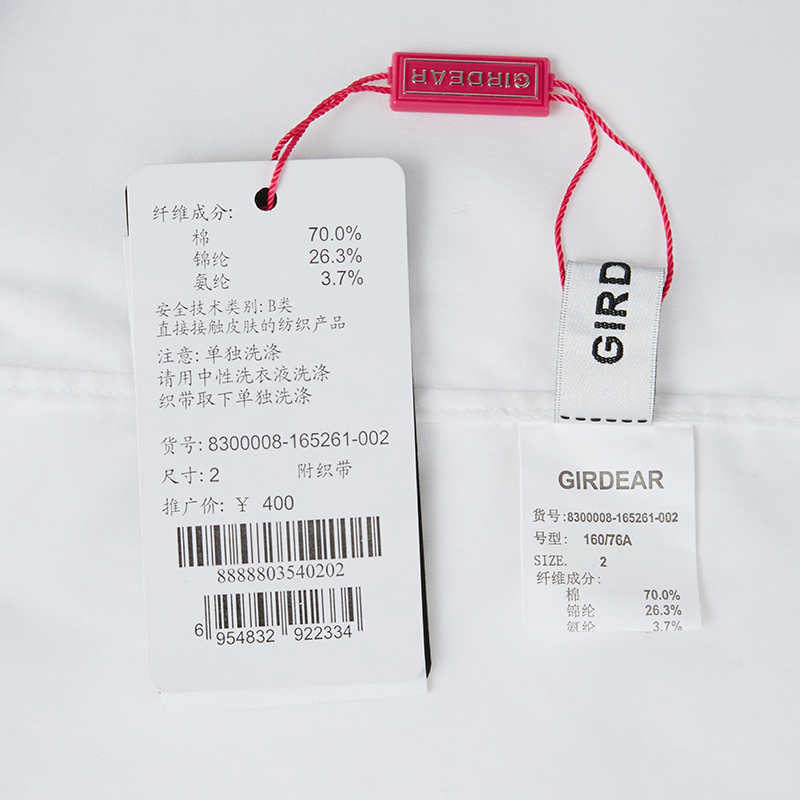 GIRDEAR
纤维成分:
棉 70.0%
锦纶 26.3%
氨纶 3.7%
安全技术类别: B类
直接接触皮肤的纺织产品
注意: 单独洗涤
请用中性洗衣液洗涤
织带取下单独洗涤
货号: 8300008-165261-002
尺寸: 2 附织带
推广价: ￥ 400
8888803540202
6 954832 922334
GIRD
GIRDEAR
货号: 8300008-165261-002
号型: 160/76A
SIZE. 2
纤维成分:
棉 70.0%
锦纶 26.3%
氨纶 3.7%